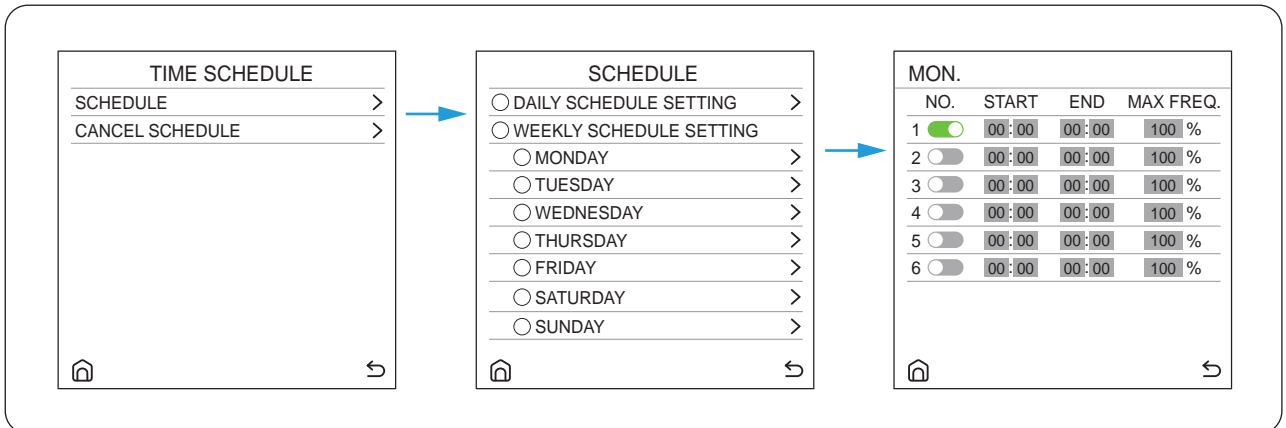 TIME SCHEDULE
SCHEDULE
CANCEL SCHEDULE
SCHEDULE
DAILY SCHEDULE SETTING
WEEKLY SCHEDULE SETTING
MONDAY
TUESDAY
WEDNESDAY
THURSDAY
FRIDAY
SATURDAY
SUNDAY
MON.
NO. START END MAX FREQ.
1 00:00 00:00 100 %
2 00:00 00:00 100 %
3 00:00 00:00 100 %
4 00:00 00:00 100 %
5 00:00 00:00 100 %
6 00:00 00:00 100 %